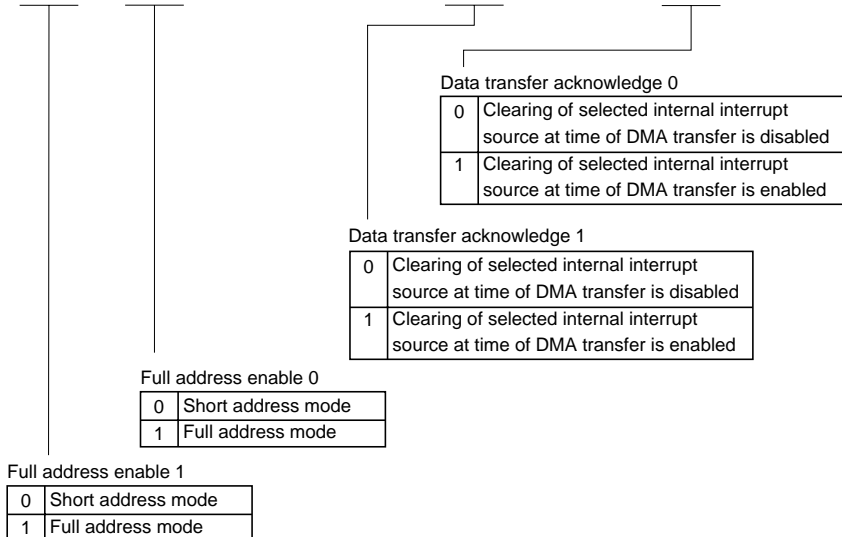 Data transfer acknowledge 0
0 Clearing of selected internal interrupt
source at time of DMA transfer is disabled
1 Clearing of selected internal interrupt
source at time of DMA transfer is enabled
Data transfer acknowledge 1
0 Clearing of selected internal interrupt
source at time of DMA transfer is disabled
1 Clearing of selected internal interrupt
source at time of DMA transfer is enabled
Full address enable 0
0 Short address mode
1 Full address mode
Full address enable 1
0 Short address mode
1 Full address mode